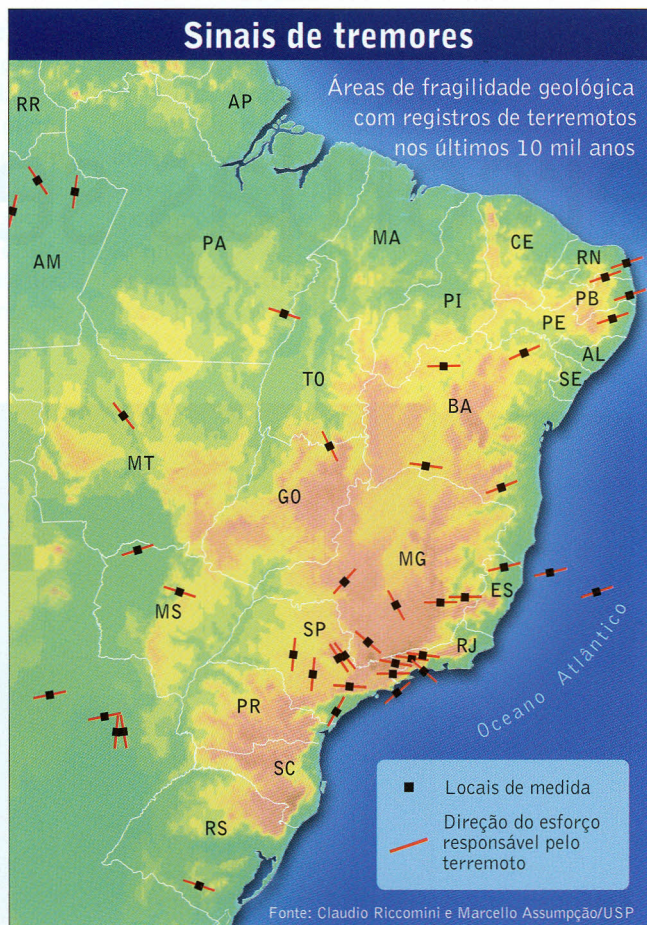 Sinais de tremores
Áreas de fragilidade geológica
com registros de terremotos
nos últimos 10 mil anos
RR
AP
AM
PA
MA
CE
RN
PB
PI
PE
AL
SE
TO
BA
MT
GO
MG
ES
MS
SP
RJ
PR
SC
RS
Oceano Atlântico
Locais de medida
Direção do esforço
responsável pelo
terremoto
Fonte: Claudio Riccomini e Marcello Assumpção/USP